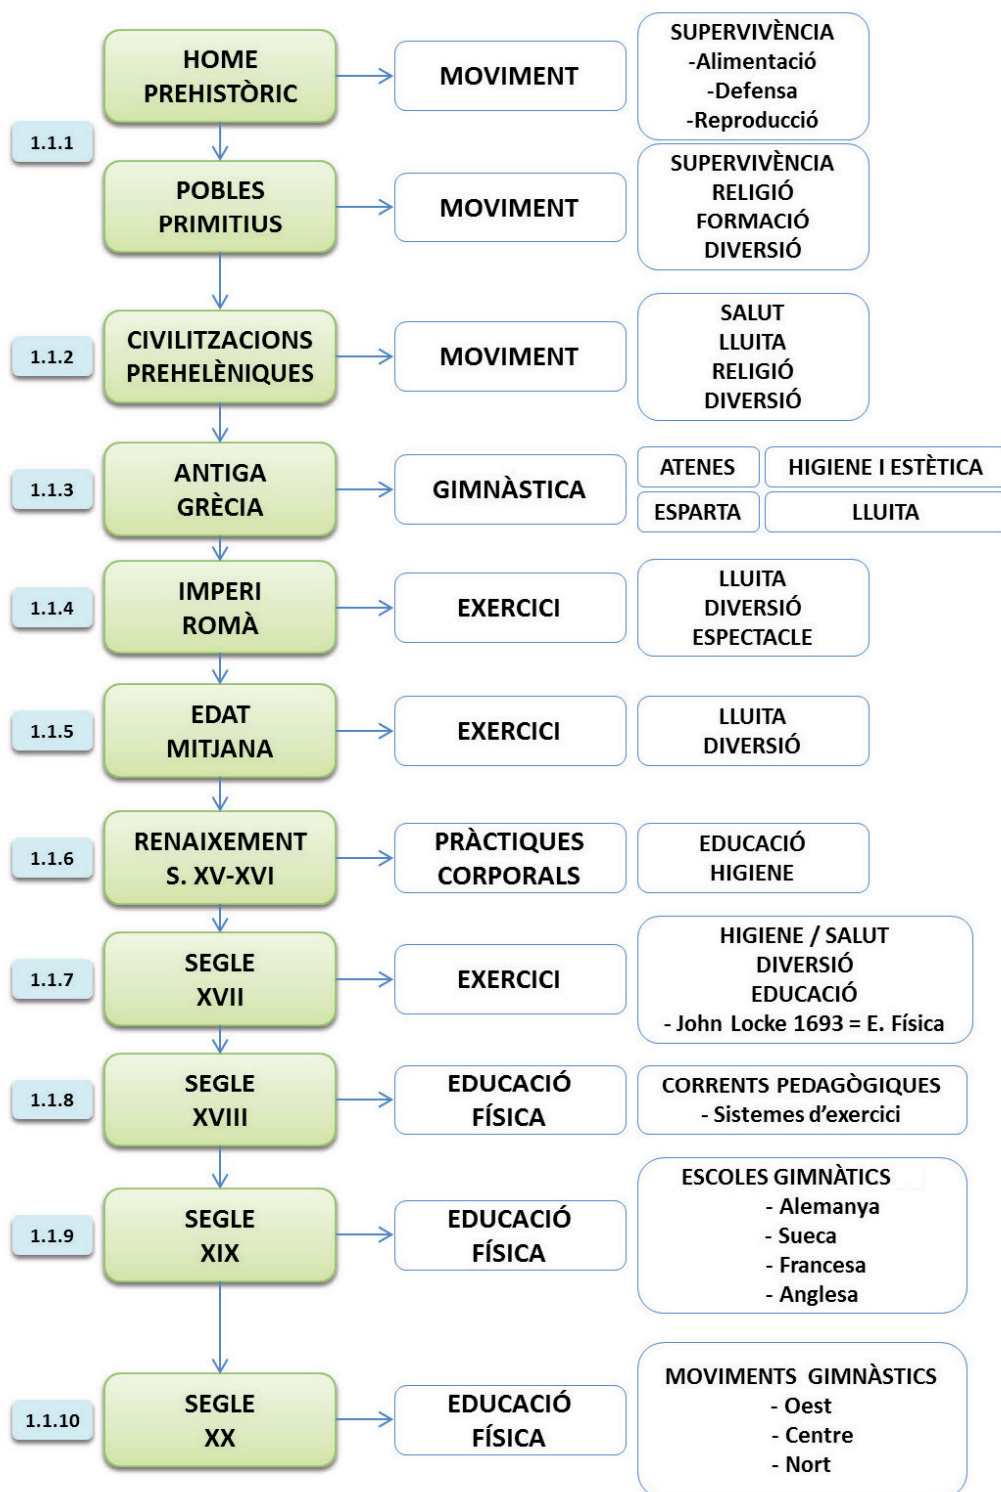 HOME
PREHISTÒRIC
MOVIMENT
SUPERVIVÈNCIA
-Alimentació
-Defensa
-Reproducció
1.1.1
POBLES
PRIMITIUS
MOVIMENT
SUPERVIVÈNCIA
RELIGIÓ
FORMACIÓ
DIVERSIÓ
1.1.2
CIVILITZACIONS
PREHELÈNIQUES
MOVIMENT
SALUT
LLUITA
RELIGIÓ
DIVERSIÓ
1.1.3
ANTIGA
GRÈCIA
GIMNÀSTICA
ATENES
HIGIENE I ESTÈTICA
ESPARTA
LLUITA
1.1.4
IMPERI
ROMÀ
EXERCICI
LLUITA
DIVERSIÓ
ESPECTACLE
1.1.5
EDAT
MITJANA
EXERCICI
LLUITA
DIVERSIÓ
1.1.6
RENAIXEMENT
S. XV-XVI
PRÀCTIQUES
CORPORALS
EDUCACIÓ
HIGIENE
1.1.7
SEGLE
XVII
EXERCICI
HIGIENE / SALUT
DIVERSIÓ
EDUCACIÓ
- John Locke 1693 = E. Física
1.1.8
SEGLE
XVIII
EDUCACIÓ
FÍSICA
CORRENTS PEDAGÒGIQUES
- Sistemes d'exercici
1.1.9
SEGLE
XIX
EDUCACIÓ
FÍSICA
ESCOLES GIMNÀTICS
- Alemanya
- Sueca
- Francesa
- Anglesa
1.1.10
SEGLE
XX
EDUCACIÓ
FÍSICA
MOVIMENTS GIMNÀSTICS
- Oest
- Centre
- Nort